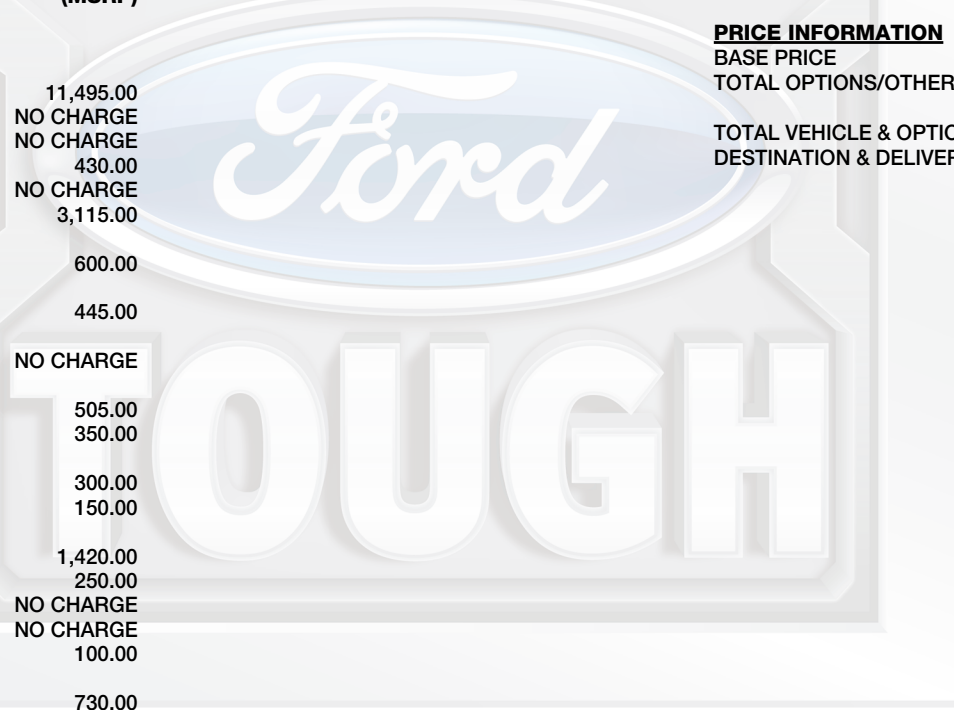 (MSRP)
11,495.00
NO CHARGE
NO CHARGE
430.00
NO CHARGE
3,115.00
600.00
445.00
NO CHARGE
505.00
350.00
300.00
150.00
1,420.00
250.00
NO CHARGE
NO CHARGE
100.00
730.00
PRICE INFORMATION
BASE PRICE
TOTAL OPTIONS/OTHER
TOTAL VEHICLE & OPTIO
DESTINATION & DELIVER
Ford
TOUGH